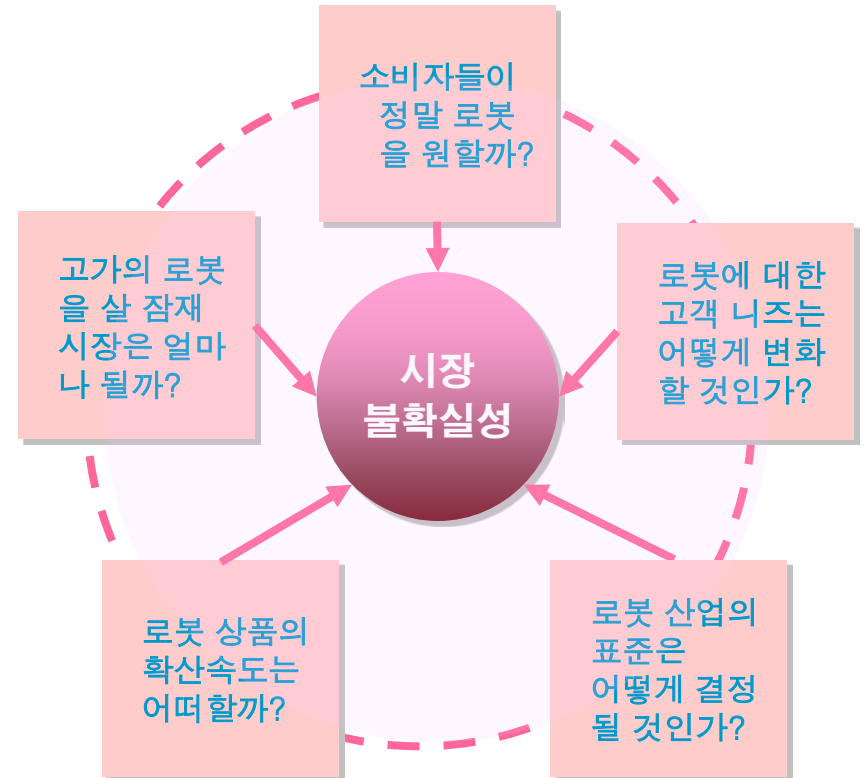 소비자들이
정말 로봇
을 원할까?
고가의 로봇
을 살 잠재
시장은 얼마
나 될까?
로봇에 대한
고객 니즈는
어떻게 변화
할 것인가?
시장
불확실성
로봇 상품의
확산속도는
어떠할까?
로봇 산업의
표준은
어떻게 결정
될 것인가?